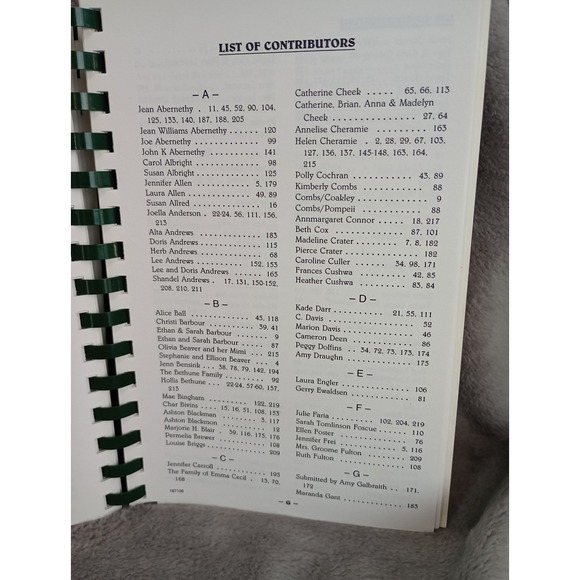 LIST OF CONTRIBUTORS
– A –
Jean Abernethy . 11, 45, 52, 90, 104,
125, 133, 140, 187, 188, 205
Jean Williams Abernethy . . . . . 120
Joe Abernethy . . . . . . . . . . . . . . 99
John K Abernethy . . . . . . . . . . . 141
Carol Albright . . . . . . . . . . . . . . 98
Susan Albright . . . . . . . . . . . . . 125
Jennifer Allen . . . . . . . . . . . 5, 179
Laura Allen . . . . . . . . . . . . . 49, 89
Susan Allred . . . . . . . . . . . . . . . 16
Joella Anderson . 22-24, 56, 111, 156,
213
Alta Andrews . . . . . . . . . . . . . . 183
Doris Andrews . . . . . . . . . . . . . 113
Herb Andrews . . . . . . . . . . . . . . 68
Lee Andrews . . . . . . . . . . 152, 153
Lee and Doris Andrews . . . . . . . 165
Shandel Andrews . . 17, 131, 150-152,
208, 210, 211
– B –
Alice Ball . . . . . . . . . . . . . 45, 118
Christi Barbour . . . . . . . . . . 39, 41
Ethan & Sarah Barbour . . . . . . . . 9
Ethan and Sarah Barbour . . . . . . 87
Olivia Beaver and her Mimi . . . 215
Stephanie and Ellison Beaver . . . . 4
Jenn Bensink . . 38, 78, 79, 142, 194
The Bethune Family . . . . . . . . . . 92
Hollis Bethune . . . . 22-24, 57-60, 157,
213
Mae Bingham . . . . . . . . . 122, 219
Char Bivins . . . . 15, 16, 51, 108, 153
Ashton Blackman . . . . . . . . . 3, 117
Ashton Blackmon . . . . . . . . . . . . 12
Marjorie H. Blair . . 39, 116, 175, 176
Permelia Brewer . . . . . . . . . . . . 108
Louise Briggs . . . . . . . . . . . . . . 209
– C –
Jennifer Carroll . . . . . . . . . . . . . 193
The Family of Emma Cecil . . 13, 70,
168
Catherine Cheek . . . . . 65, 66, 113
Catherine, Brian, Anna & Madelyn
Cheek . . . . . . . . . . . . . . . 27, 64
Annelise Cheramie . . . . . . . . . . 163
Helen Cheramie . . 2, 28, 29, 67, 103,
127, 136, 137, 145-148, 163, 164,
215
Polly Cochran . . . . . . . . . . . 43, 89
Kimberly Combs . . . . . . . . . . . . 88
Combs/Coakley . . . . . . . . . . . . . . 9
Combs/Pompeii . . . . . . . . . . . . . 88
Annmargaret Connor . . . . . 18, 217
Beth Cox . . . . . . . . . . . . . 87, 101
Madeline Crater . . . . . . . . 7, 8, 182
Pierce Crater . . . . . . . . . . . . . . 182
Caroline Culler . . . . . . . 34, 98, 171
Frances Cushwa . . . . . . . . . . 42, 85
Heather Cushwa . . . . . . . . . . 83, 84
– D –
Kade Darr . . . . . . . . . . . 21, 55, 111
C. Davis . . . . . . . . . . . . . . . . . . 52
Marion Davis . . . . . . . . . . . . . . . 46
Cameron Deen . . . . . . . . . . . . . . 86
Peggy Dolfins . . . 34, 72, 73, 173, 174
Amy Draughn . . . . . . . . . . . . . . 175
– E –
Laura Engler . . . . . . . . . . . . . . . 106
Gerry Ewaldsen . . . . . . . . . . . . . 81
– F –
Julie Faria . . . . . . . . . 102, 204, 219
Sarah Tomlinson Foscue . . . . . . 110
Ellen Foster . . . . . . . . . . . . . . . . 76
Jennifer Frei . . . . . . . . . . . . 5, 116
Mrs. Groome Fulton . . . . . . . . . 209
Ruth Fulton . . . . . . . . . . . . . . . 108
– G –
Submitted by Amy Galbraith . . 171,
172
Maranda Gant . . . . . . . . . . . . . . 183
– G –